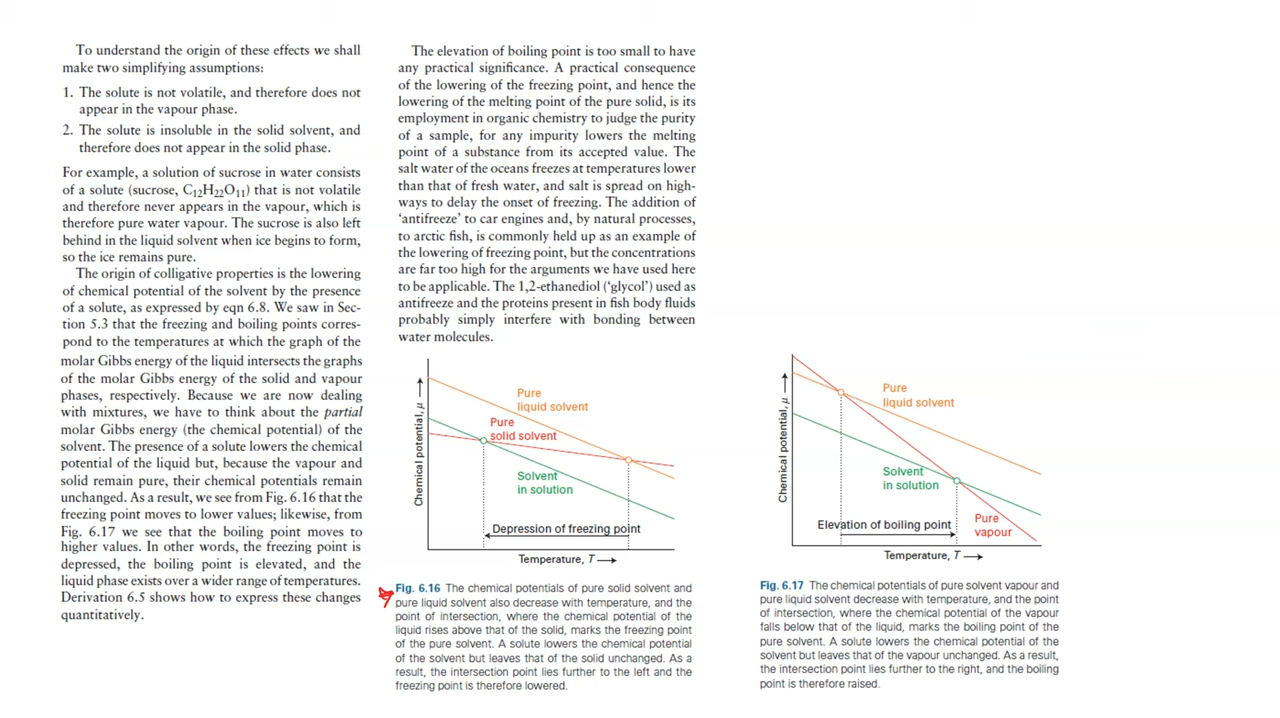 To understand the origin of these effects we shall
make two simplifying assumptions:
1. The solute is not volatile, and therefore does not
appear in the vapour phase.
2. The solute is insoluble in the solid solvent, and
therefore does not appear in the solid phase.
For example, a solution of sucrose in water consists
of a solute (sucrose, C₁₂H₂₂O₁₁) that is not volatile
and therefore never appears in the vapour, which is
therefore pure water vapour. The sucrose is also left
behind in the liquid solvent when ice begins to form,
so the ice remains pure.
The origin of colligative properties is the lowering
of chemical potential of the solvent by the presence
of a solute, as expressed by eqn 6.8. We saw in Sec-
tion 5.3 that the freezing and boiling points corres-
pond to the temperatures at which the graph of the
molar Gibbs energy of the liquid intersects the graphs
of the molar Gibbs energy of the solid and vapour
phases, respectively. Because we are now dealing
with mixtures, we have to think about the partial
molar Gibbs energy (the chemical potential) of the
solvent. The presence of a solute lowers the chemical
potential of the liquid but, because the vapour and
solid remain pure, their chemical potentials remain
unchanged. As a result, we see from Fig. 6.16 that the
freezing point moves to lower values; likewise, from
Fig. 6.17 we see that the boiling point moves to
higher values. In other words, the freezing point is
depressed, the boiling point is elevated, and the
liquid phase exists over a wider range of temperatures.
Derivation 6.5 shows how to express these changes
quantitatively.
The elevation of boiling point is too small to have
any practical significance. A practical consequence
of the lowering of the freezing point, and hence the
lowering of the melting point of the pure solid, is its
employment in organic chemistry to judge the purity
of a sample, for any impurity lowers the melting
point of a substance from its accepted value. The
salt water of the oceans freezes at temperatures lower
than that of fresh water, and salt is spread on high-
ways to delay the onset of freezing. The addition of
‘antifreeze’ to car engines and, by natural processes,
to arctic fish, is commonly held up as an example of
the lowering of freezing point, but the concentrations
are far too high for the arguments we have used here
to be applicable. The 1,2-ethanediol (‘glycol’) used as
antifreeze and the proteins present in fish body fluids
probably simply interfere with bonding between
water molecules.
Chemical potential, μ
Pure
liquid solvent
Pure
solid solvent
Solvent
in solution
Depression of freezing point
Temperature, T
Fig. 6.16 The chemical potentials of pure solid solvent and
pure liquid solvent also decrease with temperature, and the
point of intersection, where the chemical potential of the
liquid rises above that of the solid, marks the freezing point
of the pure solvent. A solute lowers the chemical potential
of the solvent but leaves that of the solid unchanged. As a
result, the intersection point lies further to the left and the
freezing point is therefore lowered.
Chemical potential, μ
Pure
liquid solvent
Solvent
in solution
Elevation of boiling point
Pure
vapour
Temperature, T
Fig. 6.17 The chemical potentials of pure solvent vapour and
pure liquid solvent decrease with temperature, and the point
of intersection, where the chemical potential of the vapour
falls below that of the liquid, marks the boiling point of the
pure solvent. A solute lowers the chemical potential of the
solvent but leaves that of the vapour unchanged. As a result,
the intersection point lies further to the right, and the boiling
point is therefore raised.